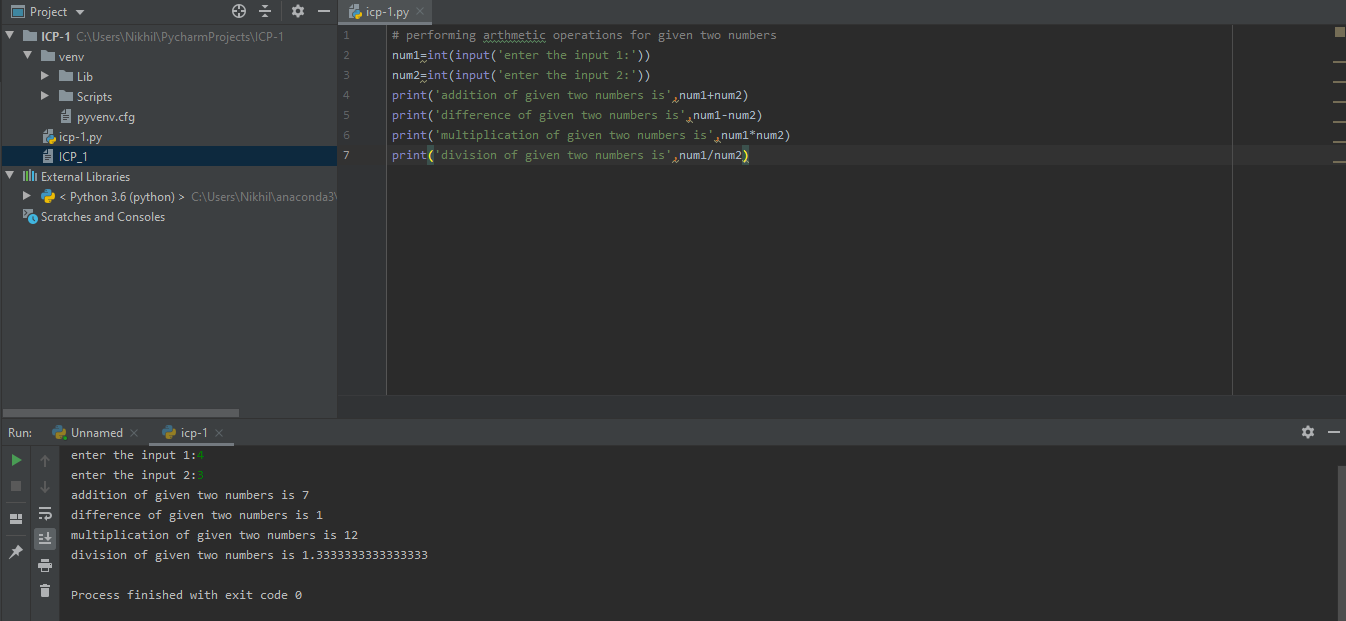 Project
icp-1.py
ICP-1 C:\Users\Nikhil\PycharmProjects\ICP-1
venv
Lib
Scripts
pyvenv.cfg
icp-1.py
ICP_1
External Libraries
< Python 3.6 (python) > C:\Users\Nikhil\anaconda3\
Scratches and Consoles
1 # performing arthmetic operations for given two numbers
2 num1=int(input('enter the input 1:'))
3 num2=int(input('enter the input 2:'))
4 print('addition of given two numbers is',num1+num2)
5 print('difference of given two numbers is',num1-num2)
6 print('multiplication of given two numbers is',num1*num2)
7 print('division of given two numbers is',num1/num2)
Run: Unnamed icp-1
enter the input 1:4
enter the input 2:3
addition of given two numbers is 7
difference of given two numbers is 1
multiplication of given two numbers is 12
division of given two numbers is 1.3333333333333333
Process finished with exit code 0